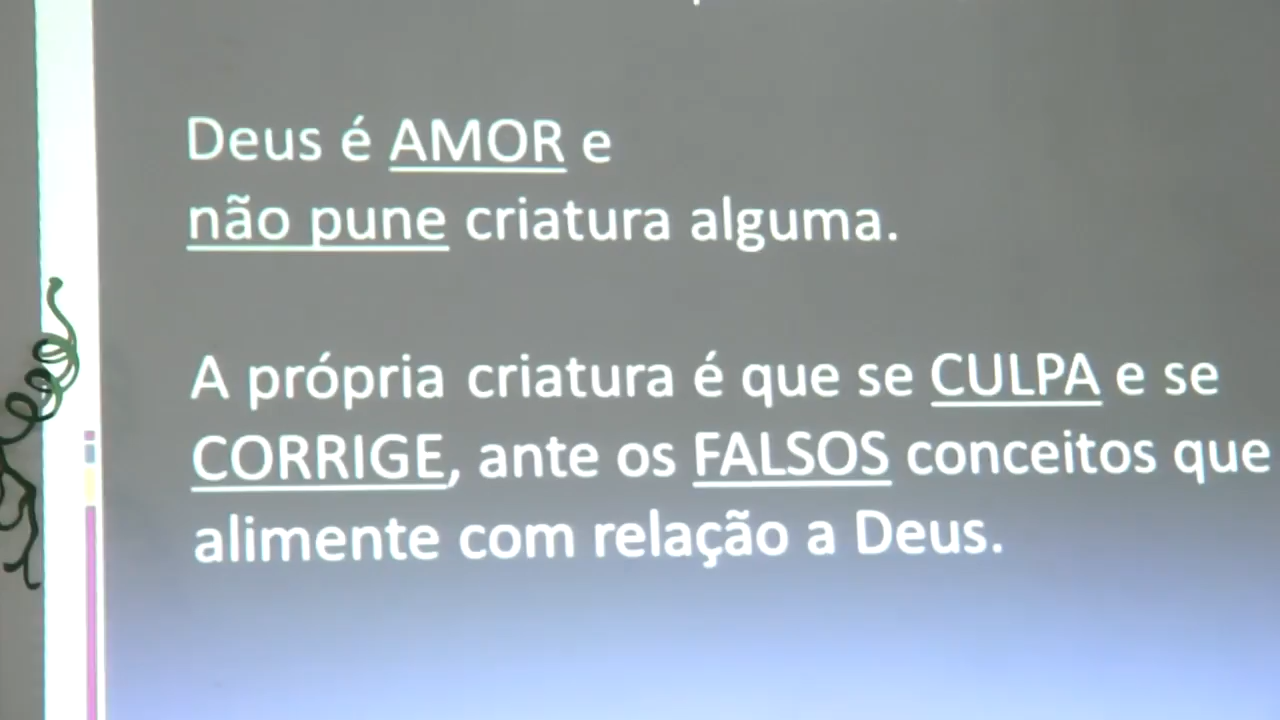 Deus é AMOR e
não pune criatura alguma.
A própria criatura é que se CULPA e se
CORRIGE, ante os FALSOS conceitos que
alimente com relação a Deus.